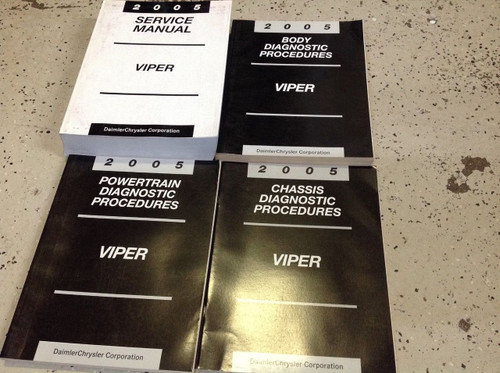 2005
SERVICE
MANUAL
VIPER
DaimlerChrysler Corporation
2005
BODY
DIAGNOSTIC
PROCEDURES
VIPER
DaimlerChrysler Corporation
2005
POWERTRAIN
DIAGNOSTIC
PROCEDURES
VIPER
DaimlerChrysler Corporation
2005
CHASSIS
DIAGNOSTIC
PROCEDURES
VIPER
DaimlerChrysler Corporation